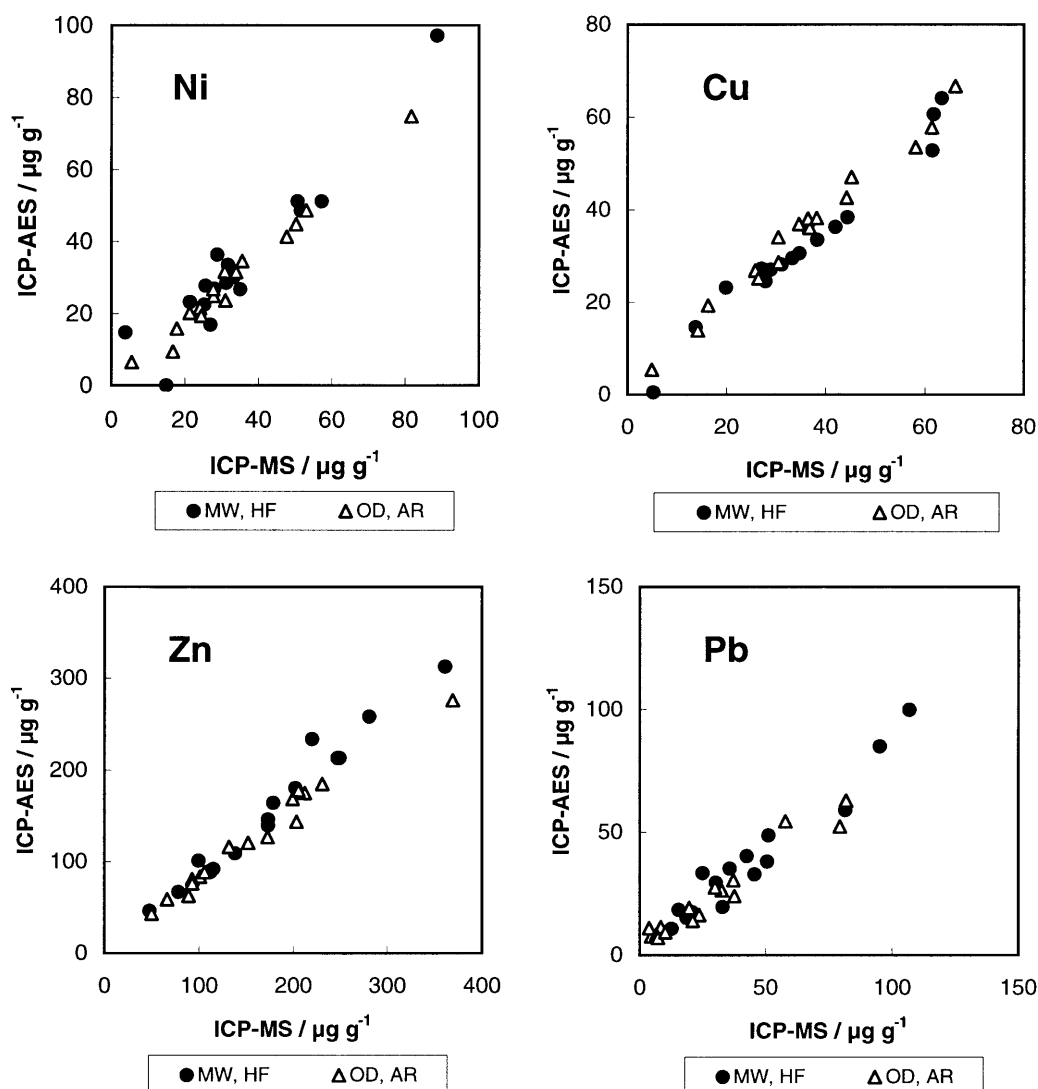 Ni
ICP-AES / µg g⁻¹
100
80
60
40
20
0
0 20 40 60 80 100
ICP-MS / µg g⁻¹
●MW, HF △OD, AR
Cu
ICP-AES / µg g⁻¹
80
60
40
20
0
0 20 40 60 80
ICP-MS / µg g⁻¹
●MW, HF △OD, AR
Zn
ICP-AES / µg g⁻¹
400
300
200
100
0
0 100 200 300 400
ICP-MS / µg g⁻¹
●MW, HF △OD, AR
Pb
ICP-AES / µg g⁻¹
150
100
50
0
0 50 100 150
ICP-MS / µg g⁻¹
●MW, HF △OD, AR